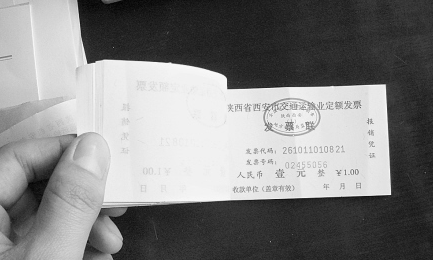 陕西省西安市交通运输业定额发票
发票联
发票代码：261011010821
发票号码：02455056
人民币 壹元 整 ￥1.00
收款单位（盖章有效） 年 月 日
报销凭证